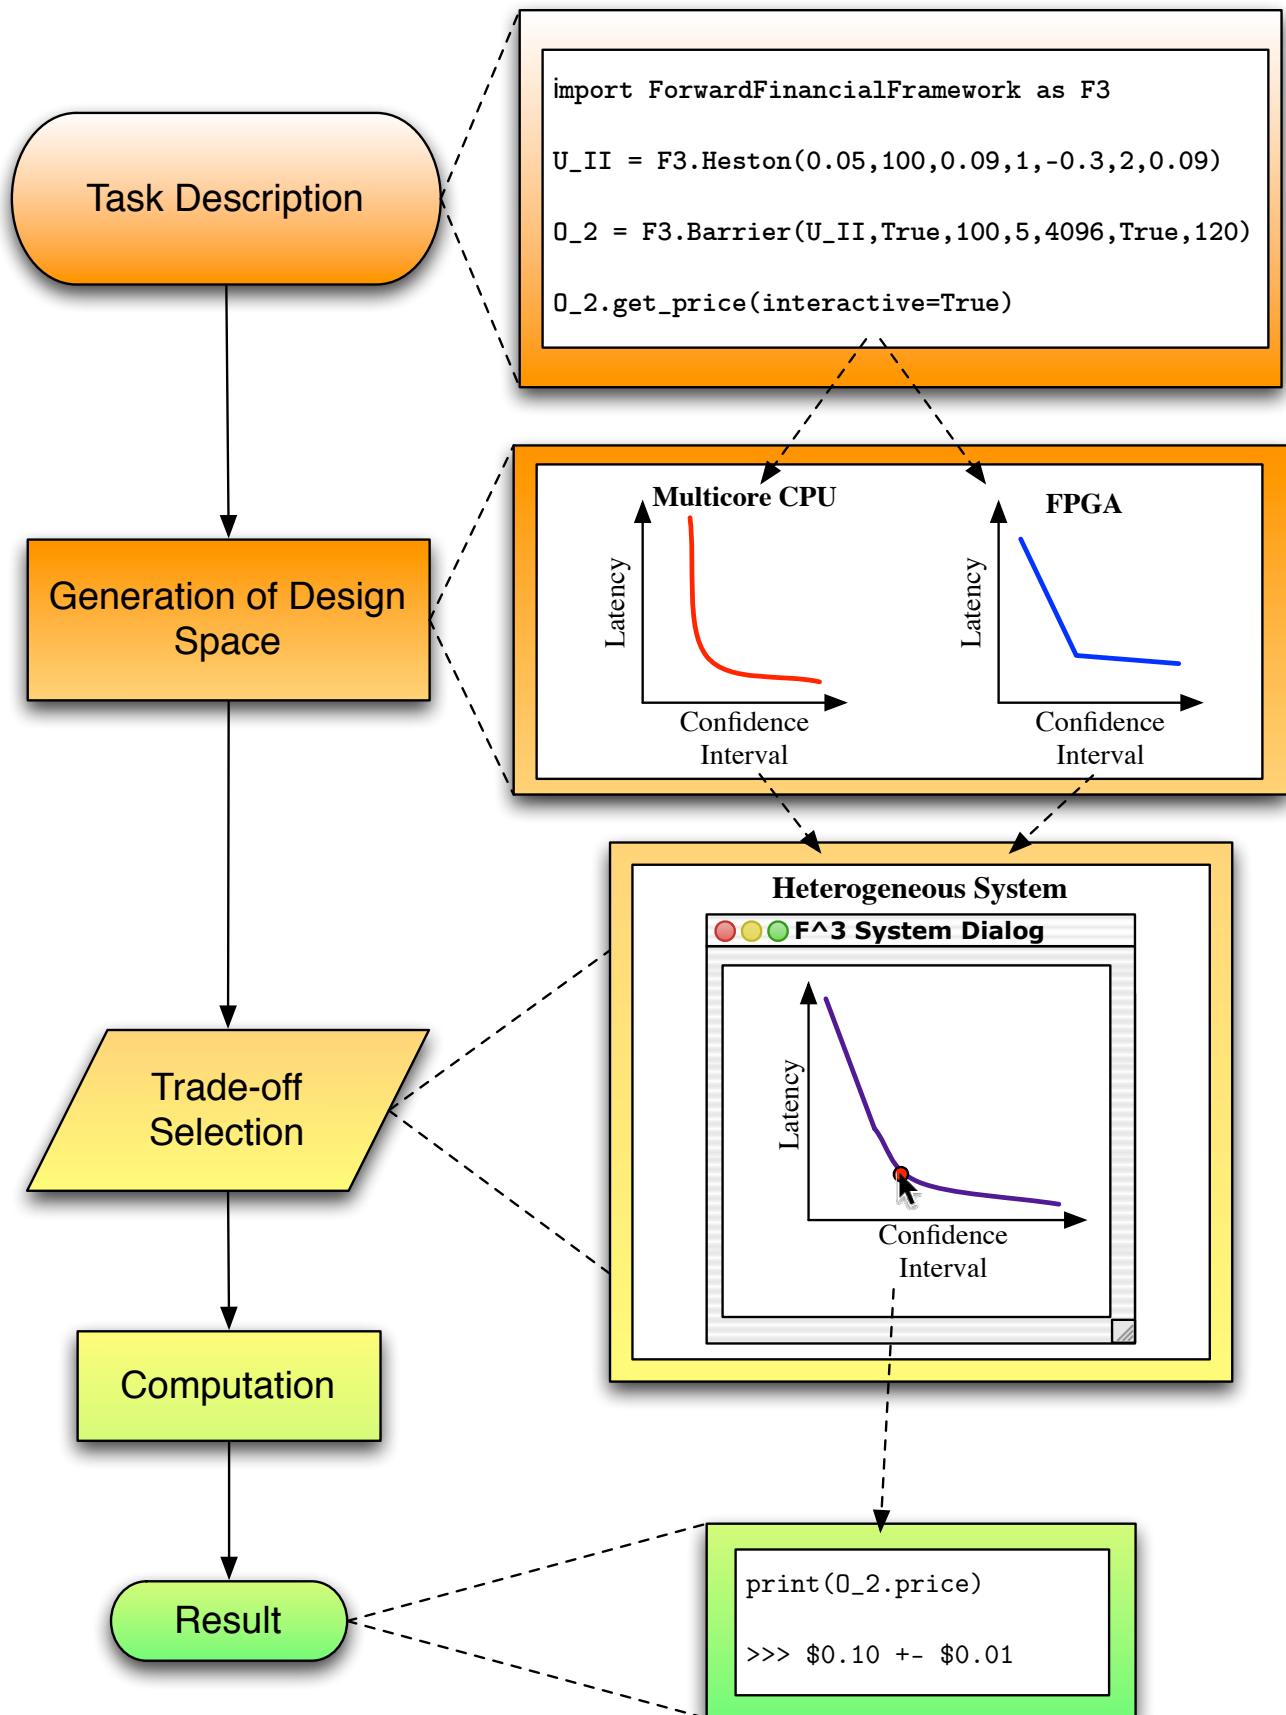 Task Description
import ForwardFinancialFramework as F3
U_II = F3.Heston(0.05,100,0.09,1,-0.3,2,0.09)
O_2 = F3.Barrier(U_II,True,100,5,4096,True,120)
O_2.get_price(interactive=True)
Generation of Design
Space
Multicore CPU
Latency
Confidence
Interval
FPGA
Latency
Confidence
Interval
Trade-off
Selection
Heterogeneous System
F^3 System Dialog
Latency
Confidence
Interval
Computation
Result
print(O_2.price)
>>> $0.10 +- $0.01